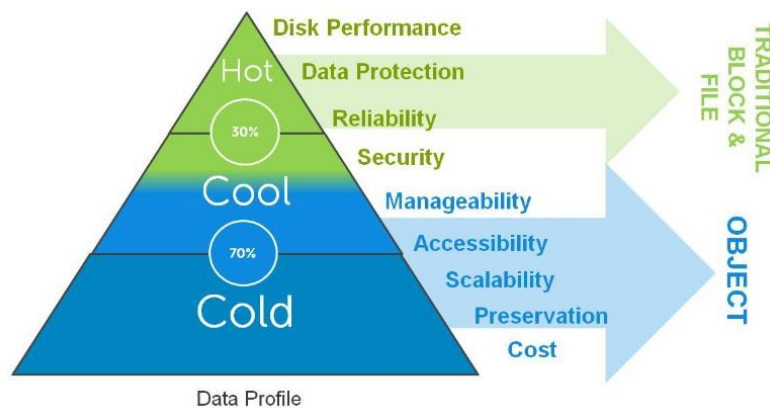 Disk Performance
Hot
Data Protection
Reliability
30%
Security
Cool
Manageability
70%
Accessibility
Scalability
Cold
Preservation
Cost
Data Profile
TRADITIONAL
BLOCK &
FILE
OBJECT